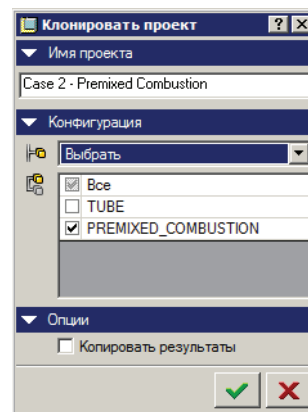 Клонировать проект
Имя проекта
Case 2 - Premixed Combustion
Конфигурация
Выбрать
Все
TUBE
PREMIXED_COMBUSTION
Опции
Копировать результаты